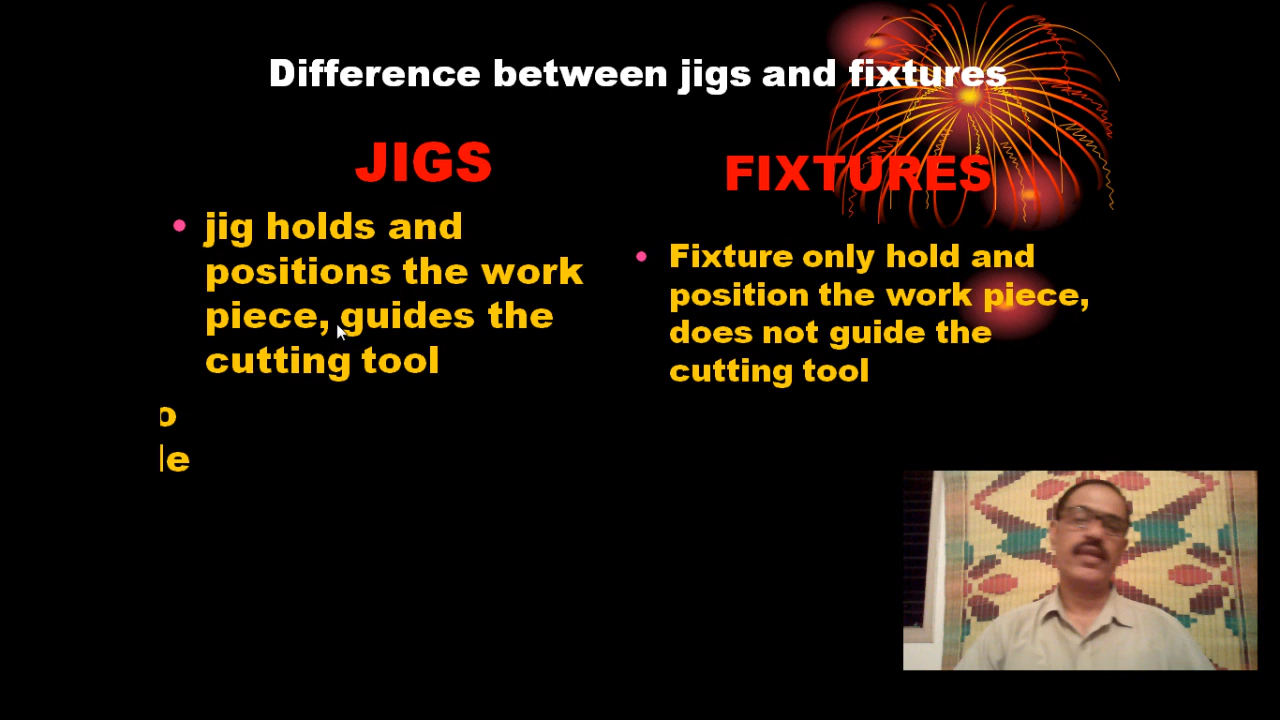 Difference between jigs and fixtures
JIGS
• jig holds and
positions the work
piece, guides the
cutting tool
o
le
FIXTURES
• Fixture only hold and
position the work piece,
does not guide the
cutting tool